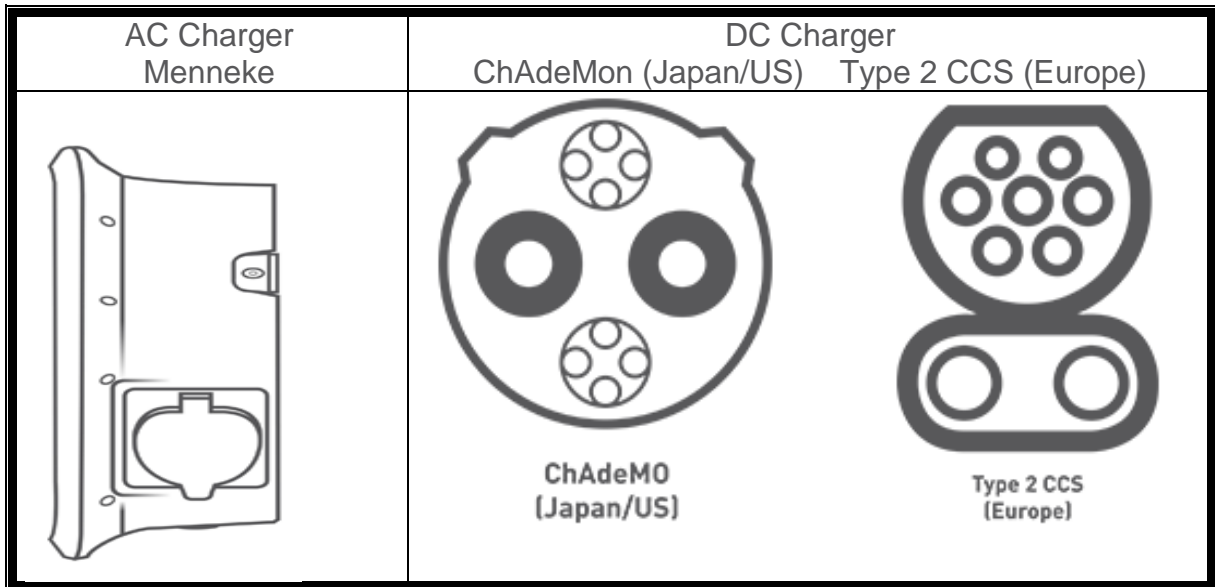 AC Charger
Menneke
DC Charger
ChAdeMon (Japan/US) Type 2 CCS (Europe)
ChAdeMO
(Japan/US)
Type 2 CCS
(Europe)